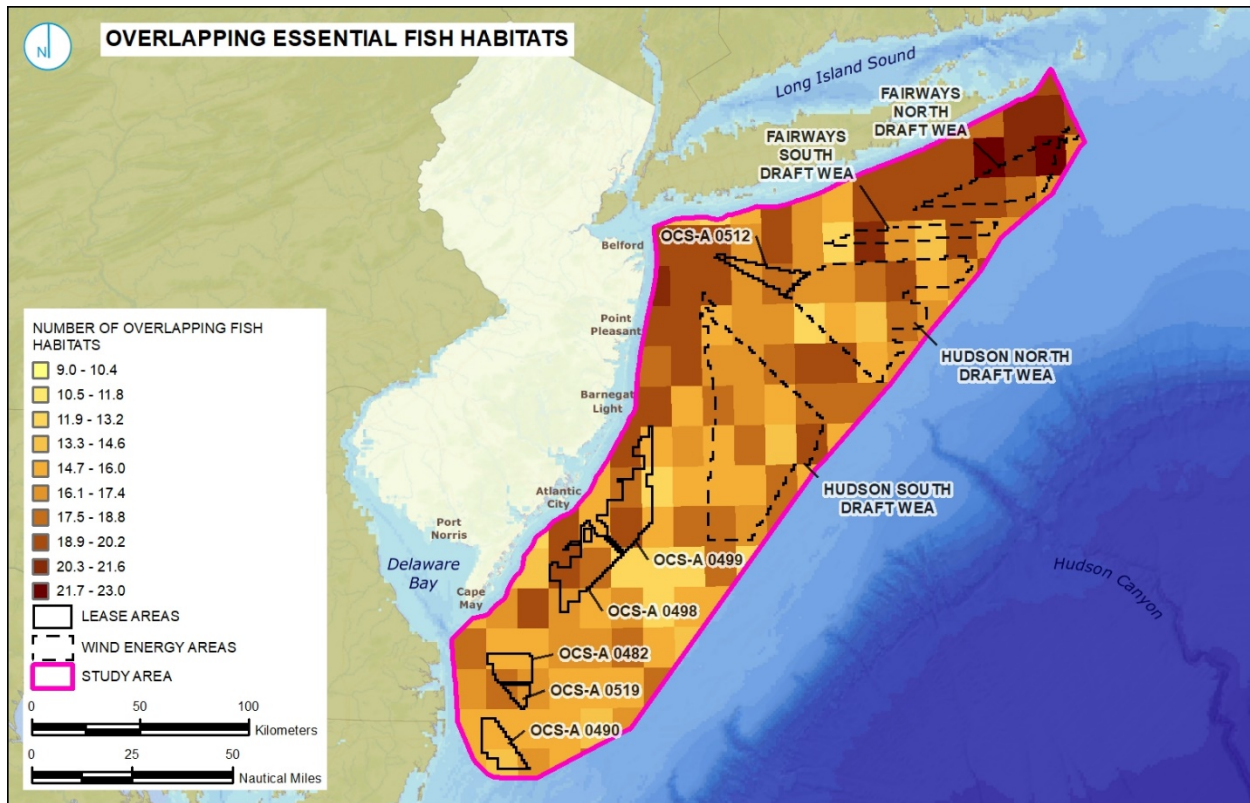 N
OVERLAPPING ESSENTIAL FISH HABITATS
Long Island Sound
FAIRWAYS
NORTH
DRAFT WEA
FAIRWAYS
SOUTH
DRAFT WEA
OCS-A 0512
Belford
Point
Pleasant
HUDSON NORTH
DRAFT WEA
Barnegat
Light
HUDSON SOUTH
DRAFT WEA
Atlantic
City
Port
Norris
Delaware
Bay
Cape
May
OCS-A 0499
OCS-A 0498
OCS-A 0482
OCS-A 0519
OCS-A 0490
Hudson Canyon
NUMBER OF OVERLAPPING FISH
HABITATS
9.0 - 10.4
10.5 - 11.8
11.9 - 13.2
13.3 - 14.6
14.7 - 16.0
16.1 - 17.4
17.5 - 18.8
18.9 - 20.2
20.3 - 21.6
21.7 - 23.0
LEASE AREAS
WIND ENERGY AREAS
STUDY AREA
0 50 100
Kilometers
0 25 50
Nautical Miles